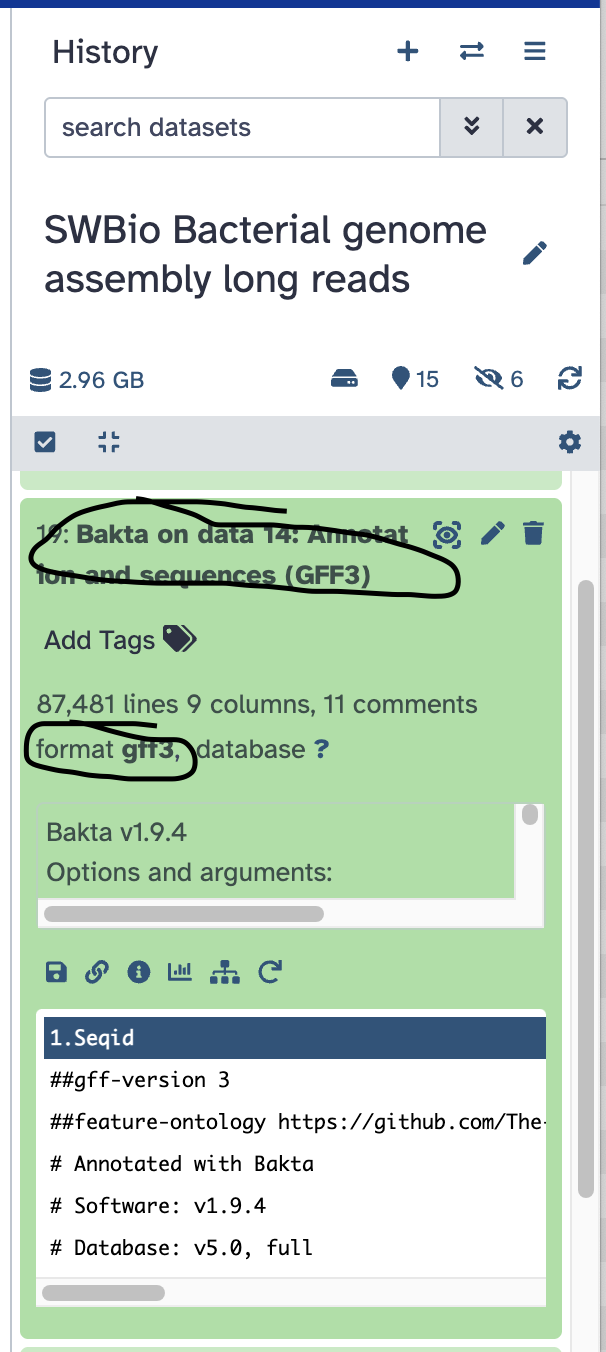 History
search datasets
SWBio Bacterial genome
assembly long reads
2.96 GB 15 6
19: Bakta on data 14: Annotat
ion and sequences (GFF3)
Add Tags
87,481 lines 9 columns, 11 comments
format gff3, database ?
Bakta v1.9.4
Options and arguments:
1.Seqid
##gff-version 3
##feature-ontology https://github.com/The-
# Annotated with Bakta
# Software: v1.9.4
# Database: v5.0, full